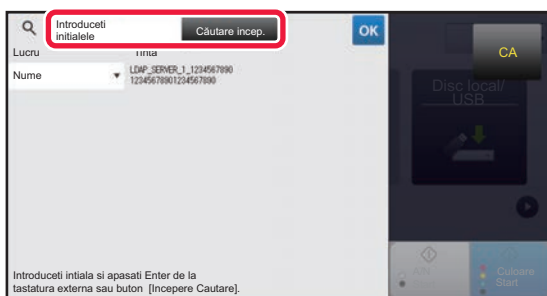 Introduceti
initialele
Căutare incep.
OK
CA
Lucru
Tinta
Nume
LDAP_SERVER_1_1234567890
12345678901234567890
Disc local/
USB
Introduceti intiala si apasati Enter de la
tastatura externa sau buton [Incepere Cautare].
Culoare
Start